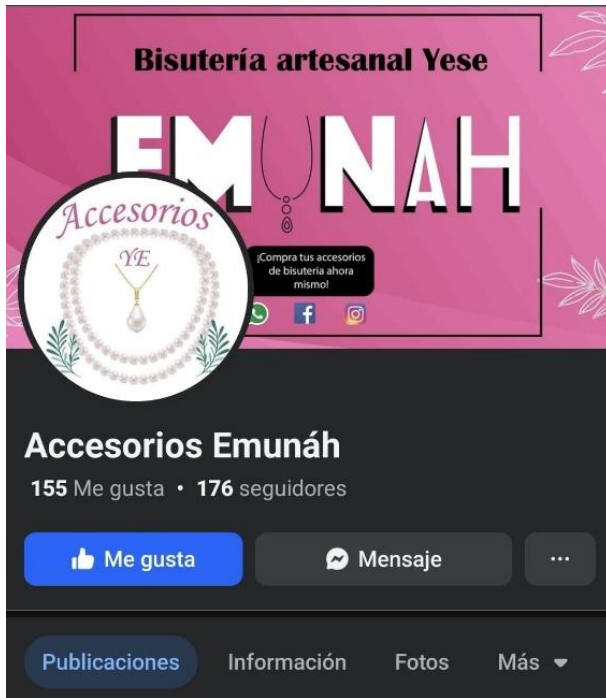 Bisutería artesanal Yese
EMUNAH
Accesorios
YE
¡Compra tus accesorios
de bisuteria ahora
mismo!
Accesorios Emunáh
155 Me gusta • 176 seguidores
Me gusta
Mensaje
Publicaciones
Información
Fotos
Más